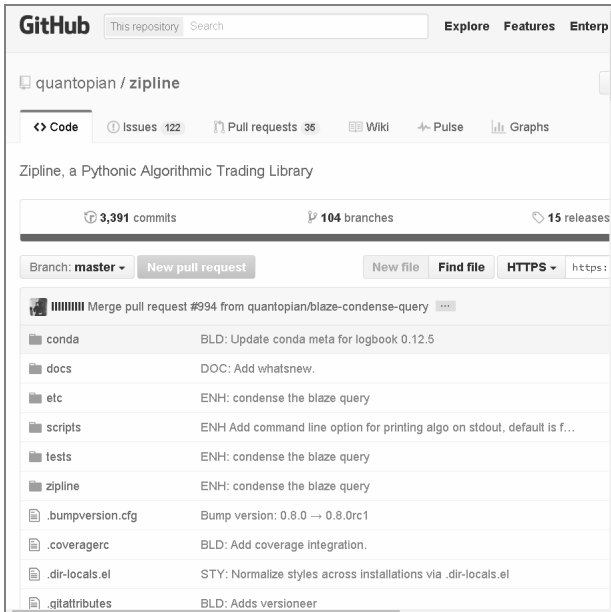 GitHub This repository Search Explore Features Enterp
quantopian / zipline
Code Issues 122 Pull requests 35 Wiki Pulse Graphs
Zipline, a Pythonic Algorithmic Trading Library
3,391 commits 104 branches 15 releases
Branch: master New pull request New file Find file HTTPS https:
Merge pull request #994 from quantopian/blaze-condense-query ...
conda BLD: Update conda meta for logbook 0.12.5
docs DOC: Add whatsnew.
etc ENH: condense the blaze query
scripts ENH Add command line option for printing algo on stdout, default is f...
tests ENH: condense the blaze query
zipline ENH: condense the blaze query
.bumpversion.cfg Bump version: 0.8.0 → 0.8.0rc1
.coveragerc BLD: Add coverage integration.
.dir-locals.el STY: Normalize styles across installations via .dir-locals.el
.gitattributes BLD: Adds versioneer